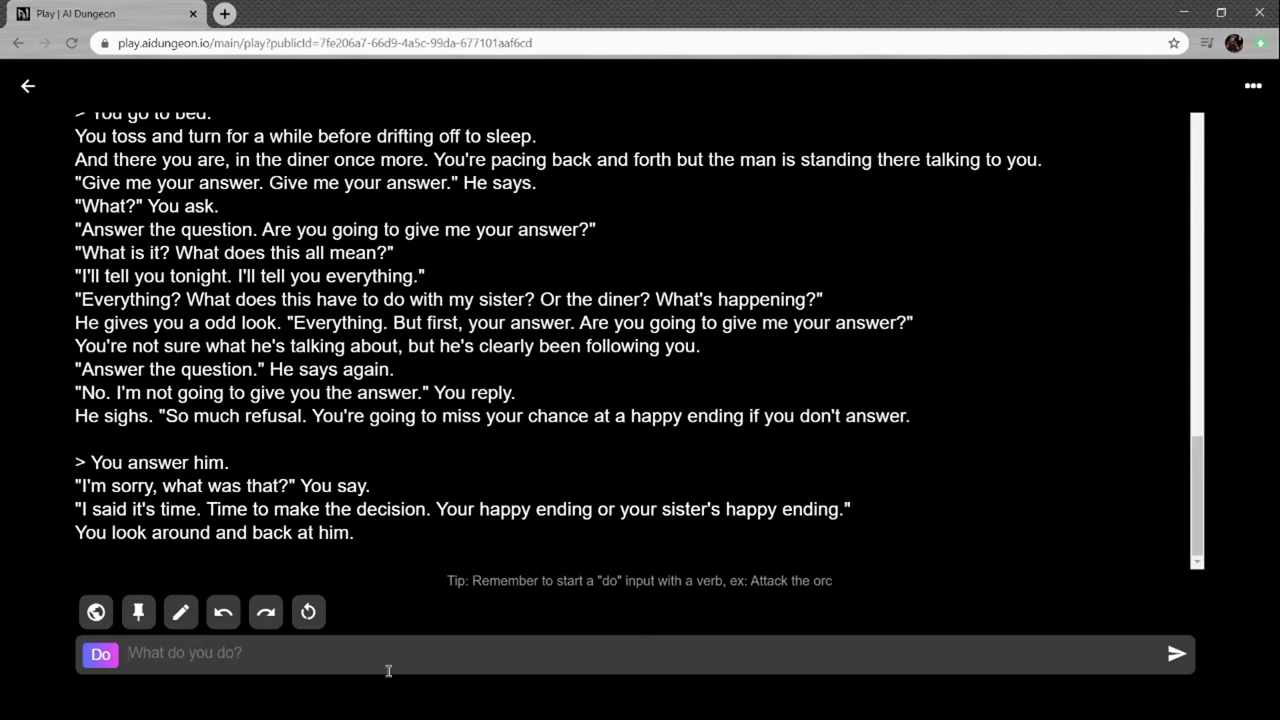 Play | AI Dungeon
play.aidungeon.io/main/play?publicId=7fe206a7-66d9-4a5c-99da-677101aaf6cd
> You go to bed.
You toss and turn for a while before drifting off to sleep.
And there you are, in the diner once more. You're pacing back and forth but the man is standing there talking to you.
"Give me your answer. Give me your answer." He says.
"What?" You ask.
"Answer the question. Are you going to give me your answer?"
"What is it? What does this all mean?"
"I'll tell you tonight. I'll tell you everything."
"Everything? What does this have to do with my sister? Or the diner? What's happening?"
He gives you a odd look. "Everything. But first, your answer. Are you going to give me your answer?"
You're not sure what he's talking about, but he's clearly been following you.
"Answer the question." He says again.
"No. I'm not going to give you the answer." You reply.
He sighs. "So much refusal. You're going to miss your chance at a happy ending if you don't answer.
> You answer him.
"I'm sorry, what was that?" You say.
"I said it's time. Time to make the decision. Your happy ending or your sister's happy ending."
You look around and back at him.
Tip: Remember to start a "do" input with a verb, ex: Attack the orc
Do What do you do?